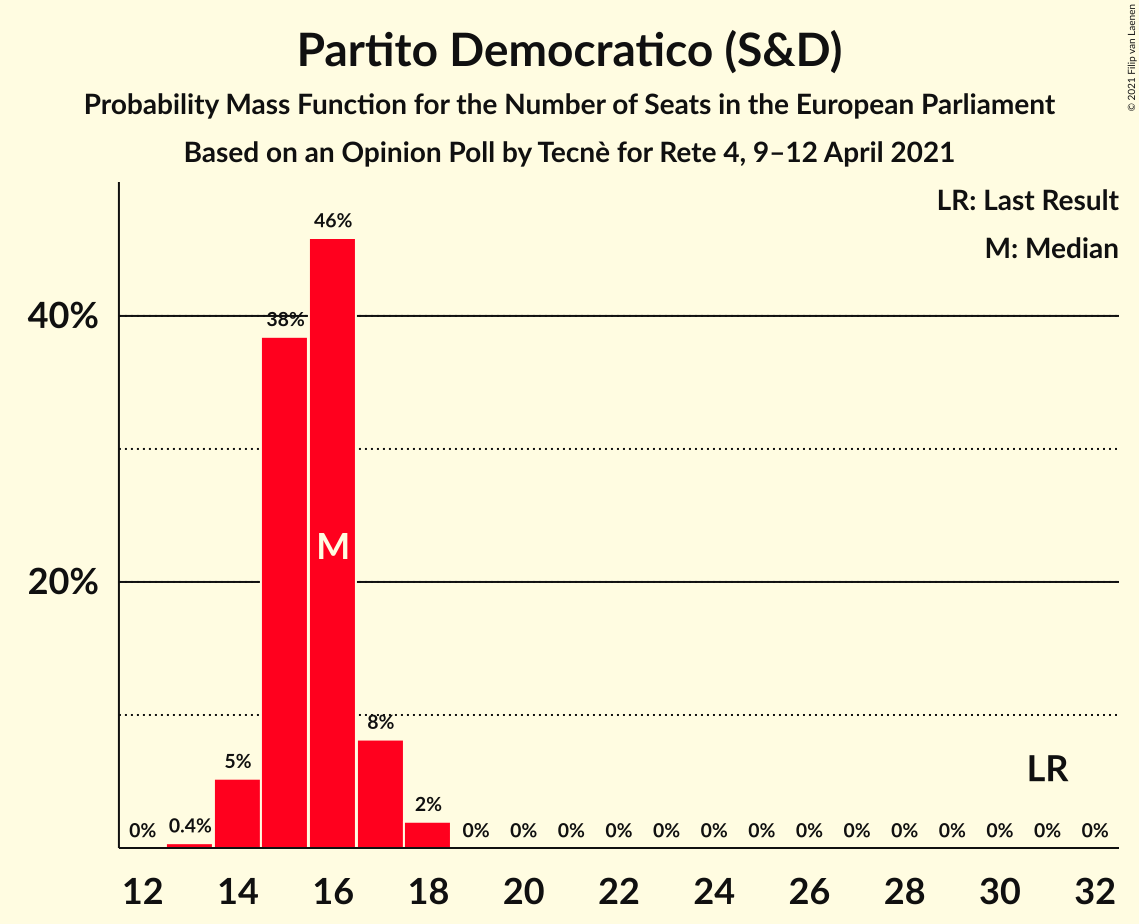 Partito Democratico (S&D)
Probability Mass Function for the Number of Seats in the European Parliament
Based on an Opinion Poll by Tecnè for Rete 4, 9–12 April 2021
© 2021 Filip van Laenen
LR: Last Result
M: Median
46%
40%
38%
M
20%
8%
5%
LR
2%
0% 0.4% 0% 0% 0% 0% 0% 0% 0% 0% 0% 0% 0% 0% 0% 0%
12 14 16 18 20 22 24 26 28 30 32